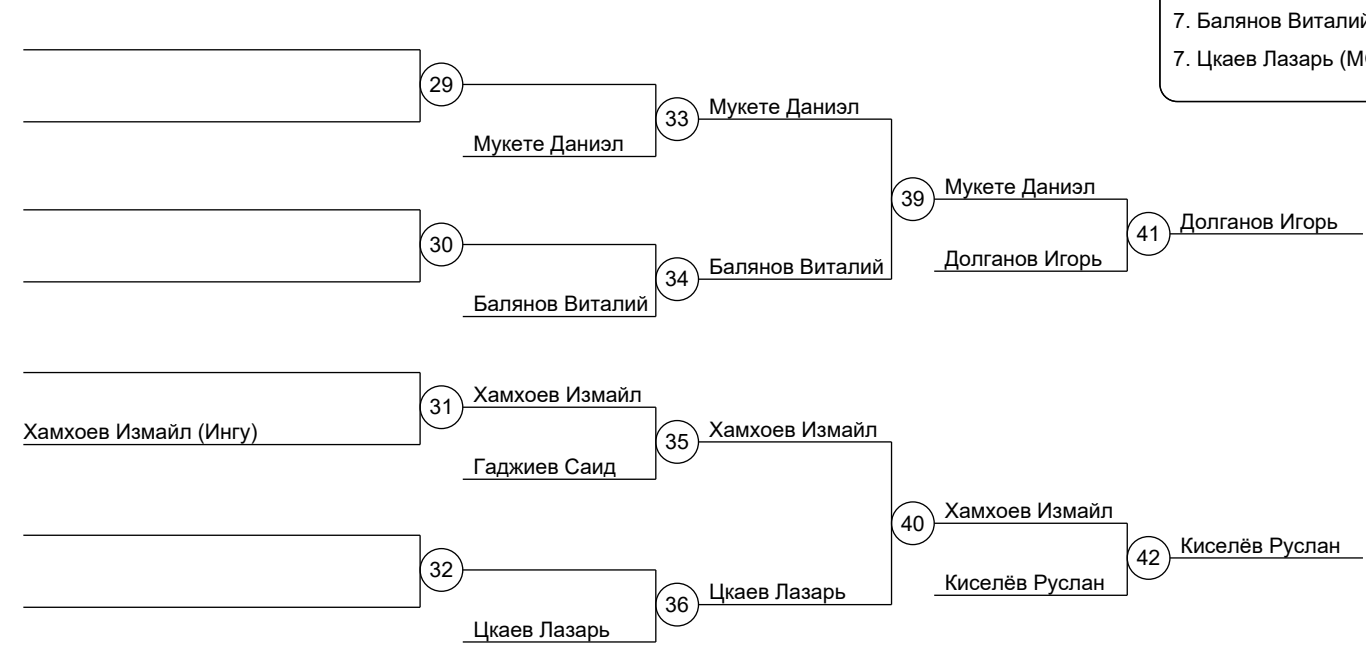 7. Балянов Виталий
7. Цкаев Лазарь
29
33
Мукете Даниэл
Мукете Даниэл
39
Мукете Даниэл
30
41
Долганов Игорь
34
Балянов Виталий
Долганов Игорь
Балянов Виталий
31
Хамхоев Измайл
Хамхоев Измайл (Ингу)
35
Хамхоев Измайл
Гаджиев Саид
40
Хамхоев Измайл
32
42
Киселёв Руслан
36
Цкаев Лазарь
Киселёв Руслан
Цкаев Лазарь